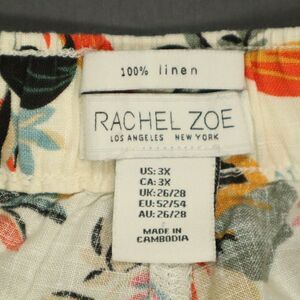 100% linen
RACHEL ZOE
LOS ANGELES NEW YORK
US: 3X
CA: 3X
UK: 26/28
EU: 52/54
AU: 26/28
MADE IN
CAMBODIA